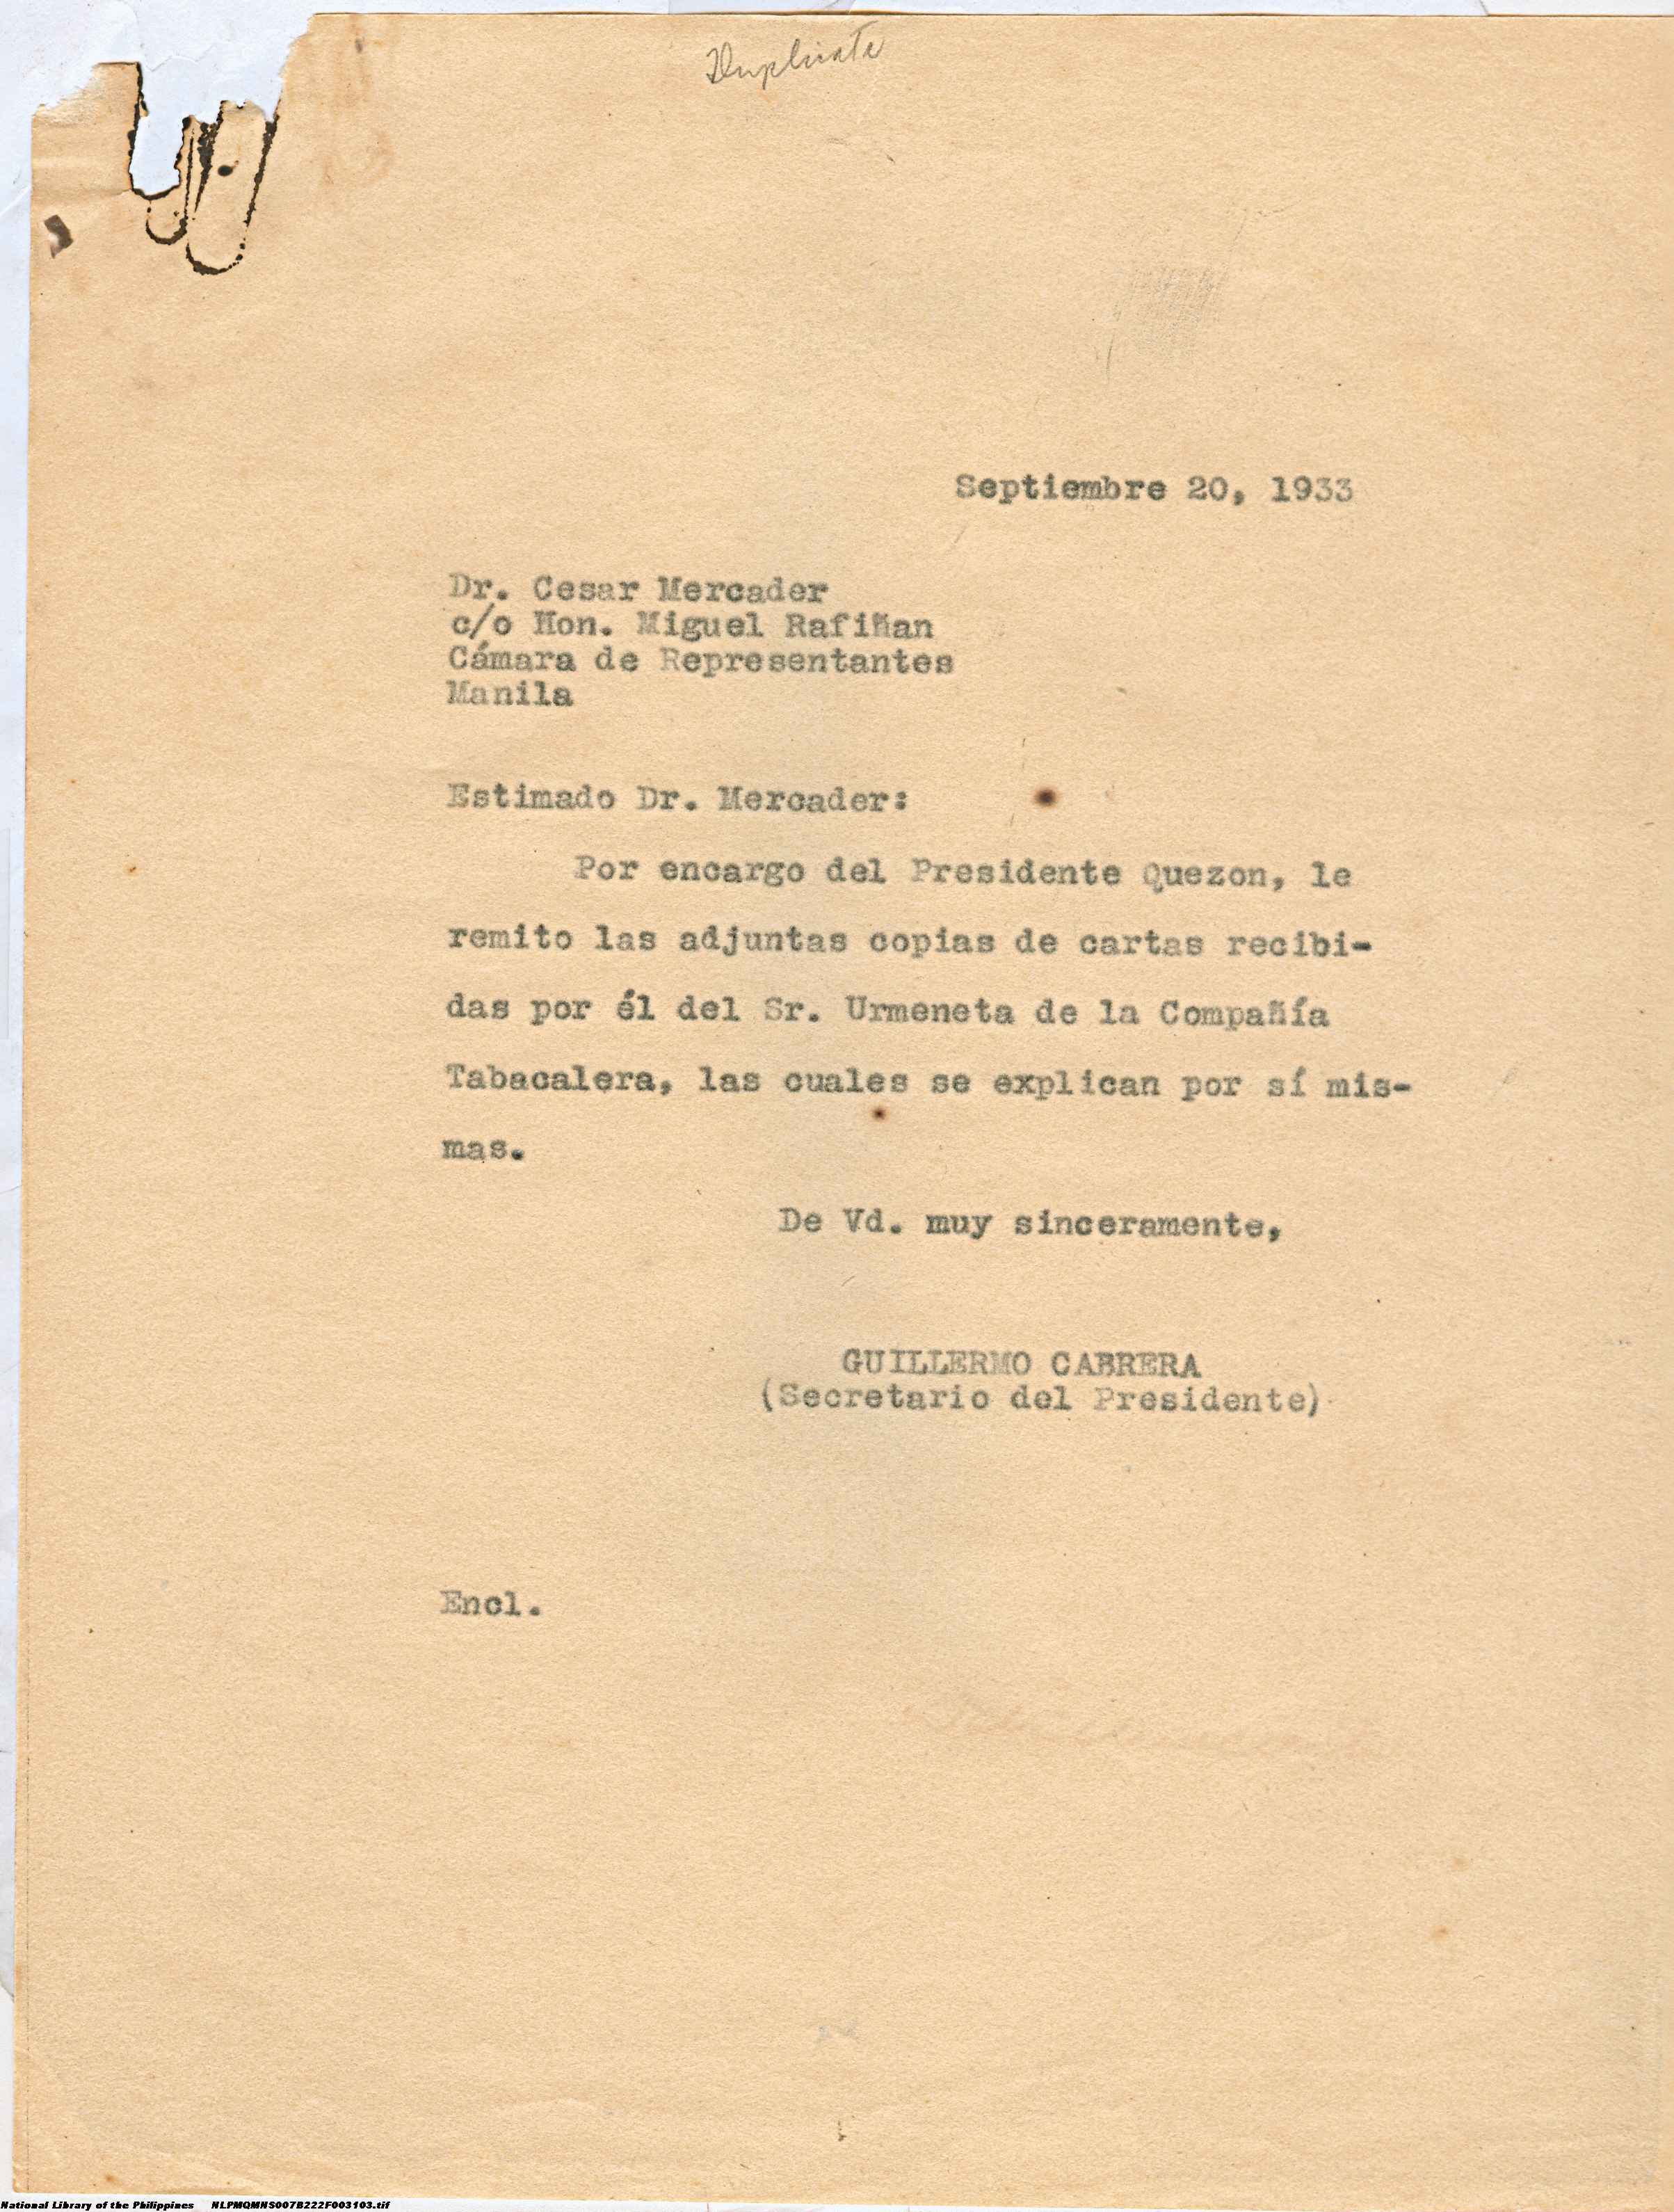 Duplicate
Septiembre 20, 1933
Dr. Cesar Mercader
c/o Hon. Miguel Rafiñan
Cámara de Representantes
Manila
Estimado Dr. Mercader:
Por encargo del Presidente Quezon, le
remito las adjuntas copias de cartas recibi-
das por él del Sr. Urmeneta de la Compañía
Tabacalera, las cuales se explican por sí mis-
mas.
De Vd. muy sinceramente,
GUILLERMO CABRERA
(Secretario del Presidente)
Encl.
National Library of the Philippines NLPMQMNS007B222F003103.tif